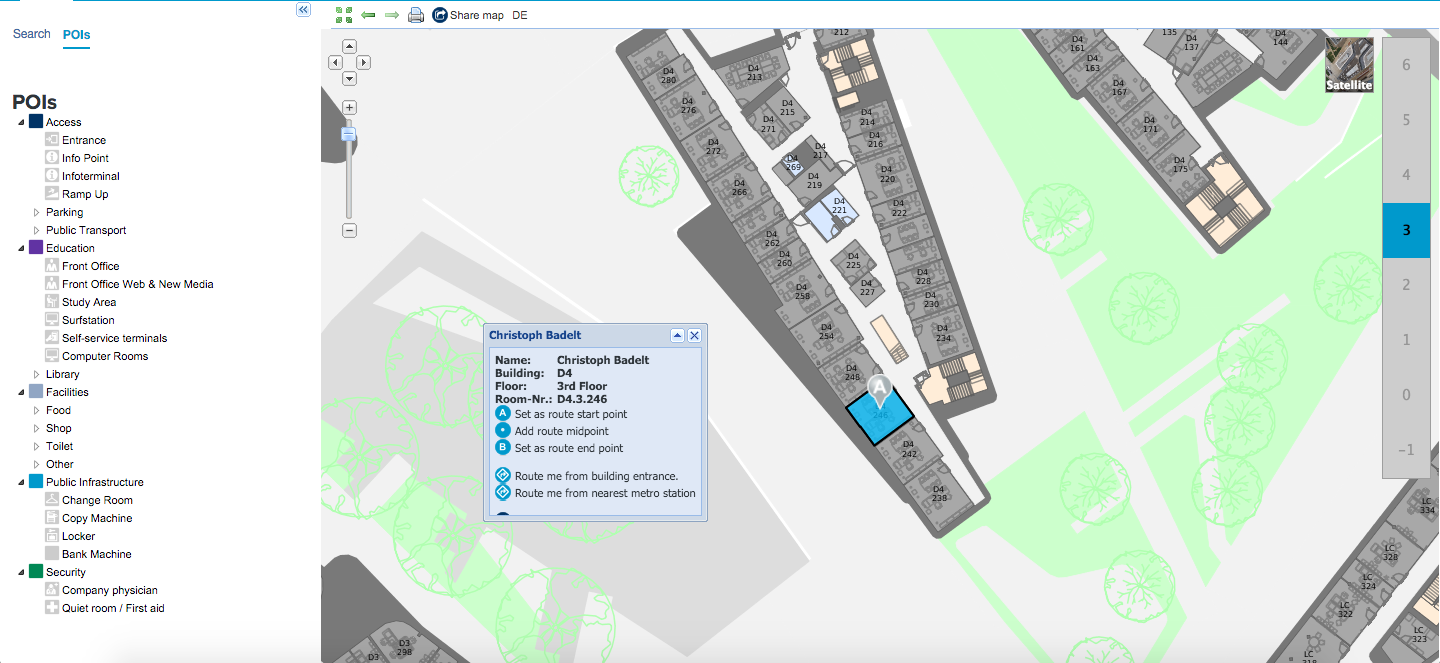 Share map DE
Search POIs
POIs
Access
Entrance
Info Point
Infoterminal
Ramp Up
Parking
Public Transport
Education
Front Office
Front Office Web & New Media
Study Area
Surfstation
Self-service terminals
Computer Rooms
Library
Facilities
Food
Shop
Toilet
Other
Public Infrastructure
Change Room
Copy Machine
Locker
Bank Machine
Security
Company physician
Quiet room / First aid
Christoph Badelt
Name: Christoph Badelt
Building: D4
Floor: 3rd Floor
Room-Nr.: D4.3.246
A Set as route start point
Add route midpoint
B Set as route end point
Route me from building entrance.
Route me from nearest metro station
212
D4
280
D4
213
D4
276
D4
215
D4
271
D4
214
D4
216
D4
272
D4
217
D4
269
D4
219
D4
220
D4
266
D4
221
D4
222
D4
262
D4
260
D4
225
D4
227
D4
228
D4
230
D4
258
D4
254
D4
234
D4
248
A
246
D4
242
D4
238
D4
161
D4
163
135
D4
137
D4
144
D4
167
D4
171
D4
175
D3
298
D3
LC
334
LC
328
LC
324
LC
322
LC
323
LC
318
Satellite
6
5
4
3
2
1
0
-1